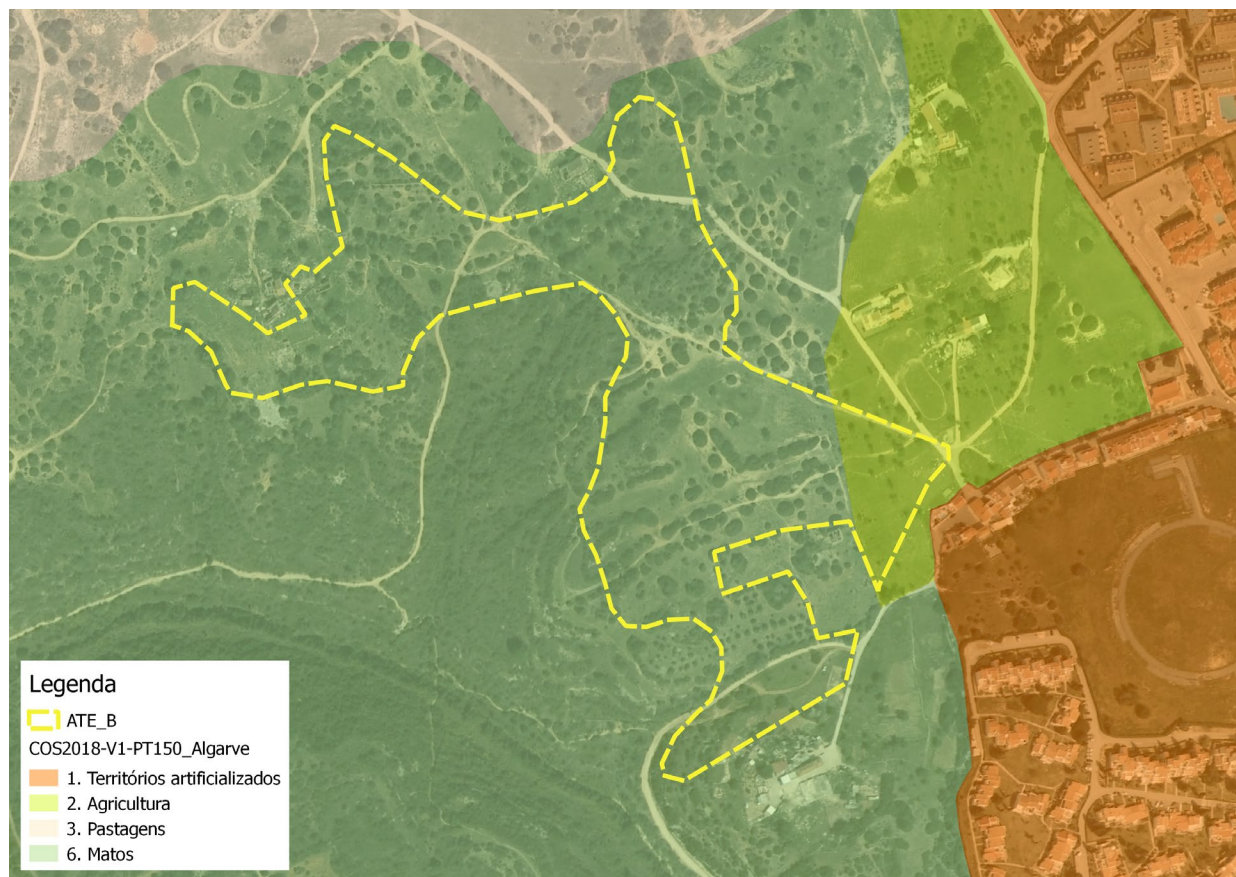 Legenda
ATE_B
COS2018-V1-PT150_Algarve
1. Territórios artificializados
2. Agricultura
3. Pastagens
6. Matos